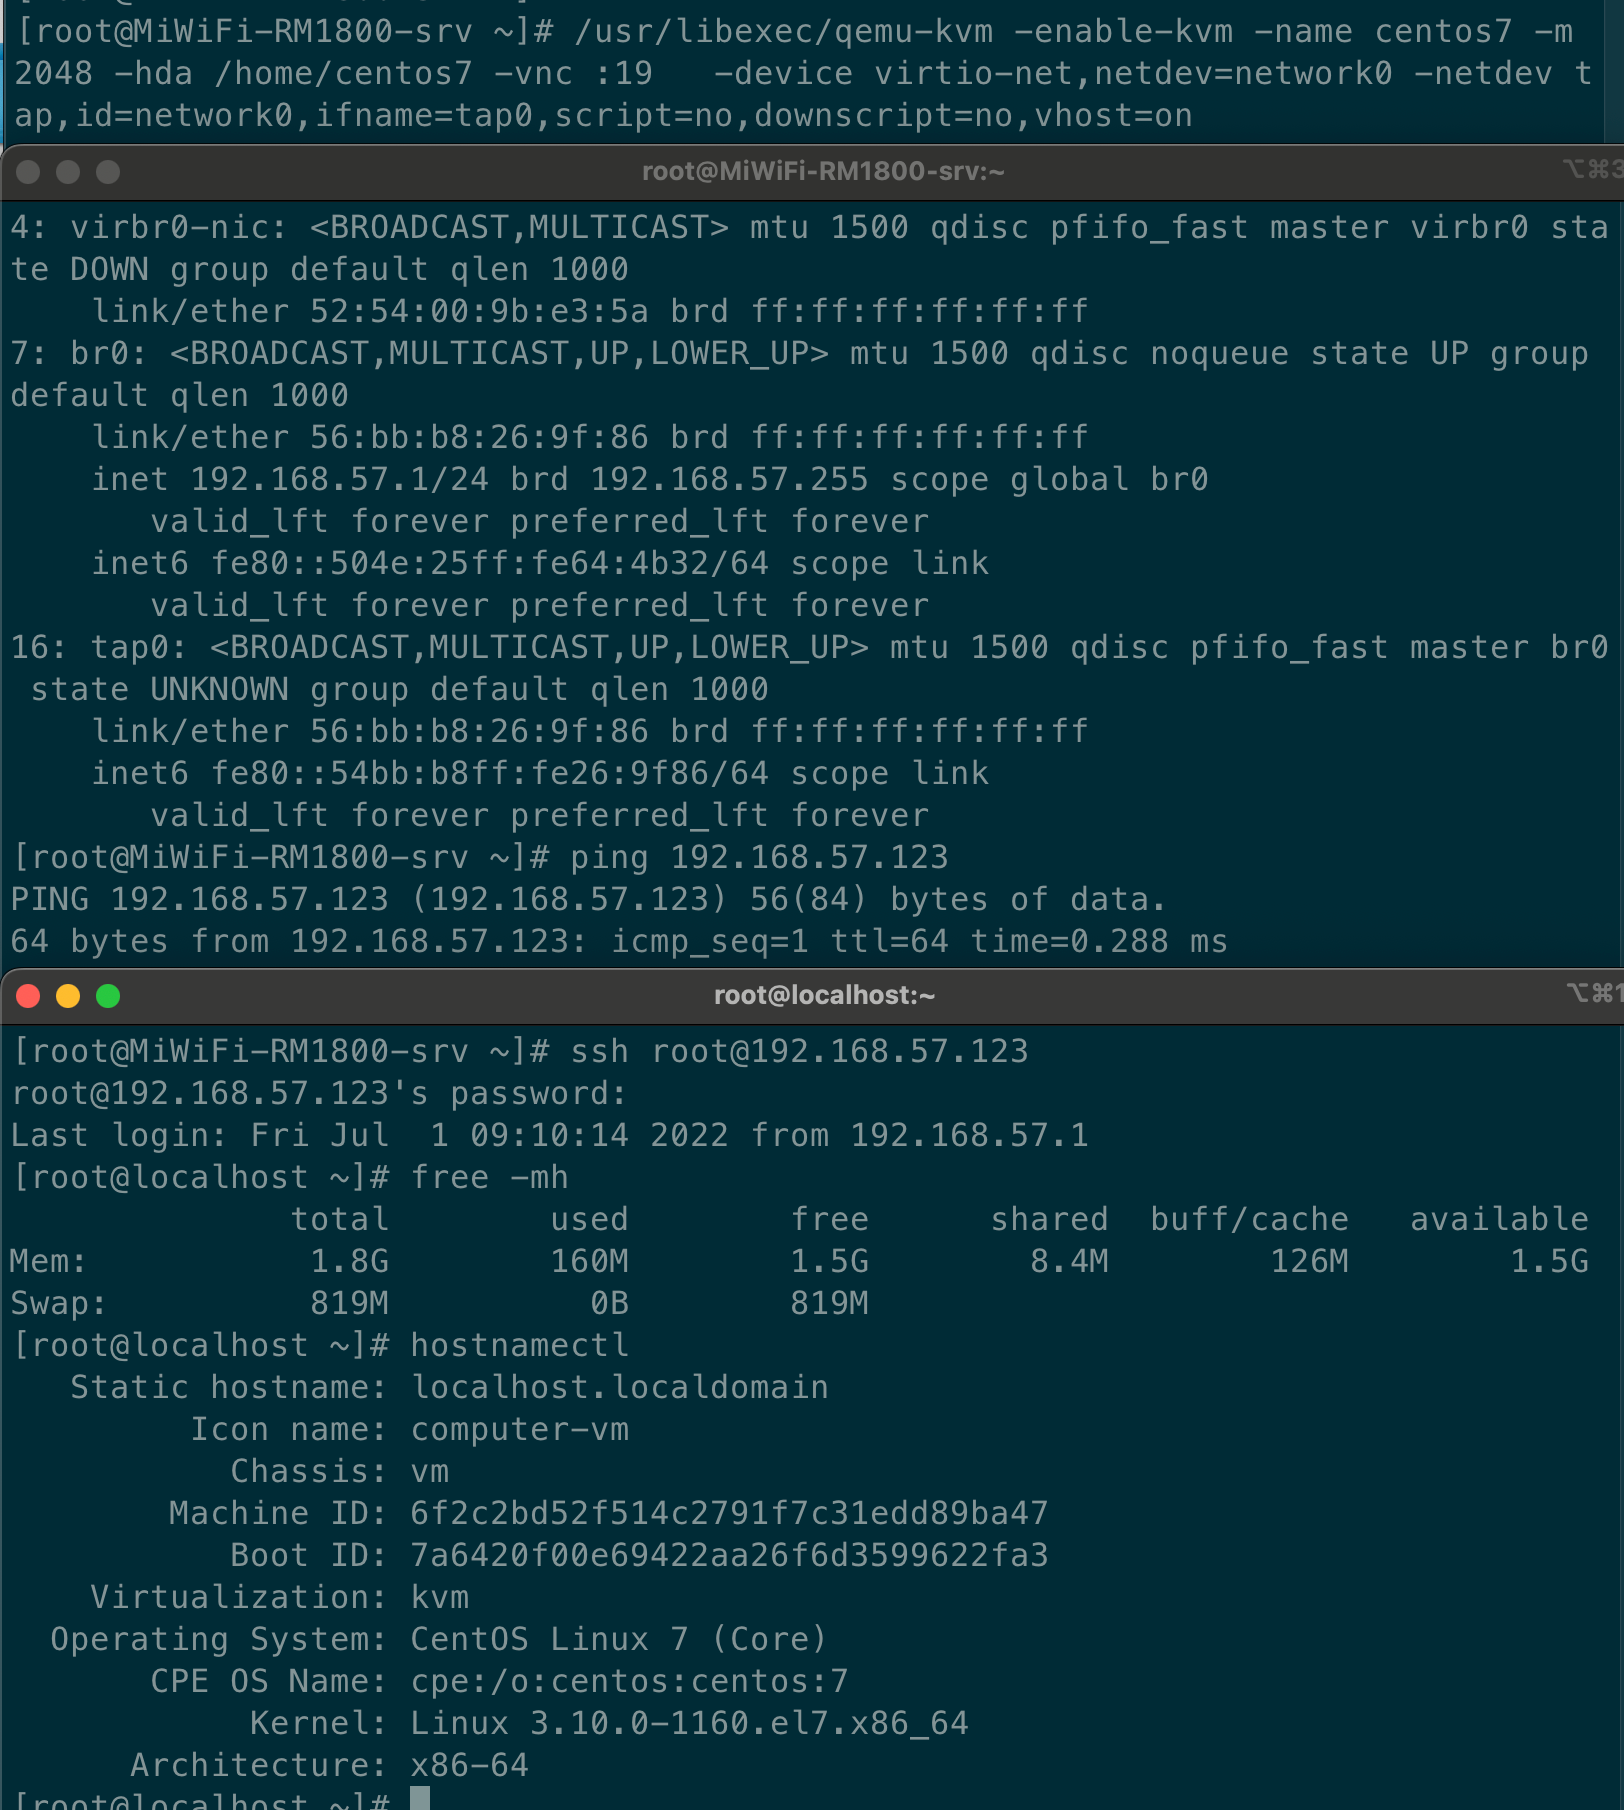 [root@MiWiFi-RM1800-srv ~]# /usr/libexec/qemu-kvm -enable-kvm -name centos7 -m
2048 -hda /home/centos7 -vnc :19   -device virtio-net,netdev=network0 -netdev t
ap,id=network0,ifname=tap0,script=no,downscript=no,vhost=on
root@MiWiFi-RM1800-srv:~ ⌥⌘3
4: virbr0-nic: <BROADCAST,MULTICAST> mtu 1500 qdisc pfifo_fast master virbr0 sta
te DOWN group default qlen 1000
    link/ether 52:54:00:9b:e3:5a brd ff:ff:ff:ff:ff:ff
7: br0: <BROADCAST,MULTICAST,UP,LOWER_UP> mtu 1500 qdisc noqueue state UP group
default qlen 1000
    link/ether 56:bb:b8:26:9f:86 brd ff:ff:ff:ff:ff:ff
    inet 192.168.57.1/24 brd 192.168.57.255 scope global br0
       valid_lft forever preferred_lft forever
    inet6 fe80::504e:25ff:fe64:4b32/64 scope link
       valid_lft forever preferred_lft forever
16: tap0: <BROADCAST,MULTICAST,UP,LOWER_UP> mtu 1500 qdisc pfifo_fast master br0
 state UNKNOWN group default qlen 1000
    link/ether 56:bb:b8:26:9f:86 brd ff:ff:ff:ff:ff:ff
    inet6 fe80::54bb:b8ff:fe26:9f86/64 scope link
       valid_lft forever preferred_lft forever
[root@MiWiFi-RM1800-srv ~]# ping 192.168.57.123
PING 192.168.57.123 (192.168.57.123) 56(84) bytes of data.
64 bytes from 192.168.57.123: icmp_seq=1 ttl=64 time=0.288 ms
root@localhost:~ ⌥⌘1
[root@MiWiFi-RM1800-srv ~]# ssh root@192.168.57.123
root@192.168.57.123's password:
Last login: Fri Jul  1 09:10:14 2022 from 192.168.57.1
[root@localhost ~]# free -mh
              total        used        free      shared  buff/cache   available
Mem:           1.8G        160M        1.5G        8.4M        126M        1.5G
Swap:          819M          0B        819M
[root@localhost ~]# hostnamectl
   Static hostname: localhost.localdomain
         Icon name: computer-vm
           Chassis: vm
        Machine ID: 6f2c2bd52f514c2791f7c31edd89ba47
           Boot ID: 7a6420f00e69422aa26f6d3599622fa3
    Virtualization: kvm
  Operating System: CentOS Linux 7 (Core)
       CPE OS Name: cpe:/o:centos:centos:7
            Kernel: Linux 3.10.0-1160.el7.x86_64
      Architecture: x86-64
[root@localhost ~]#